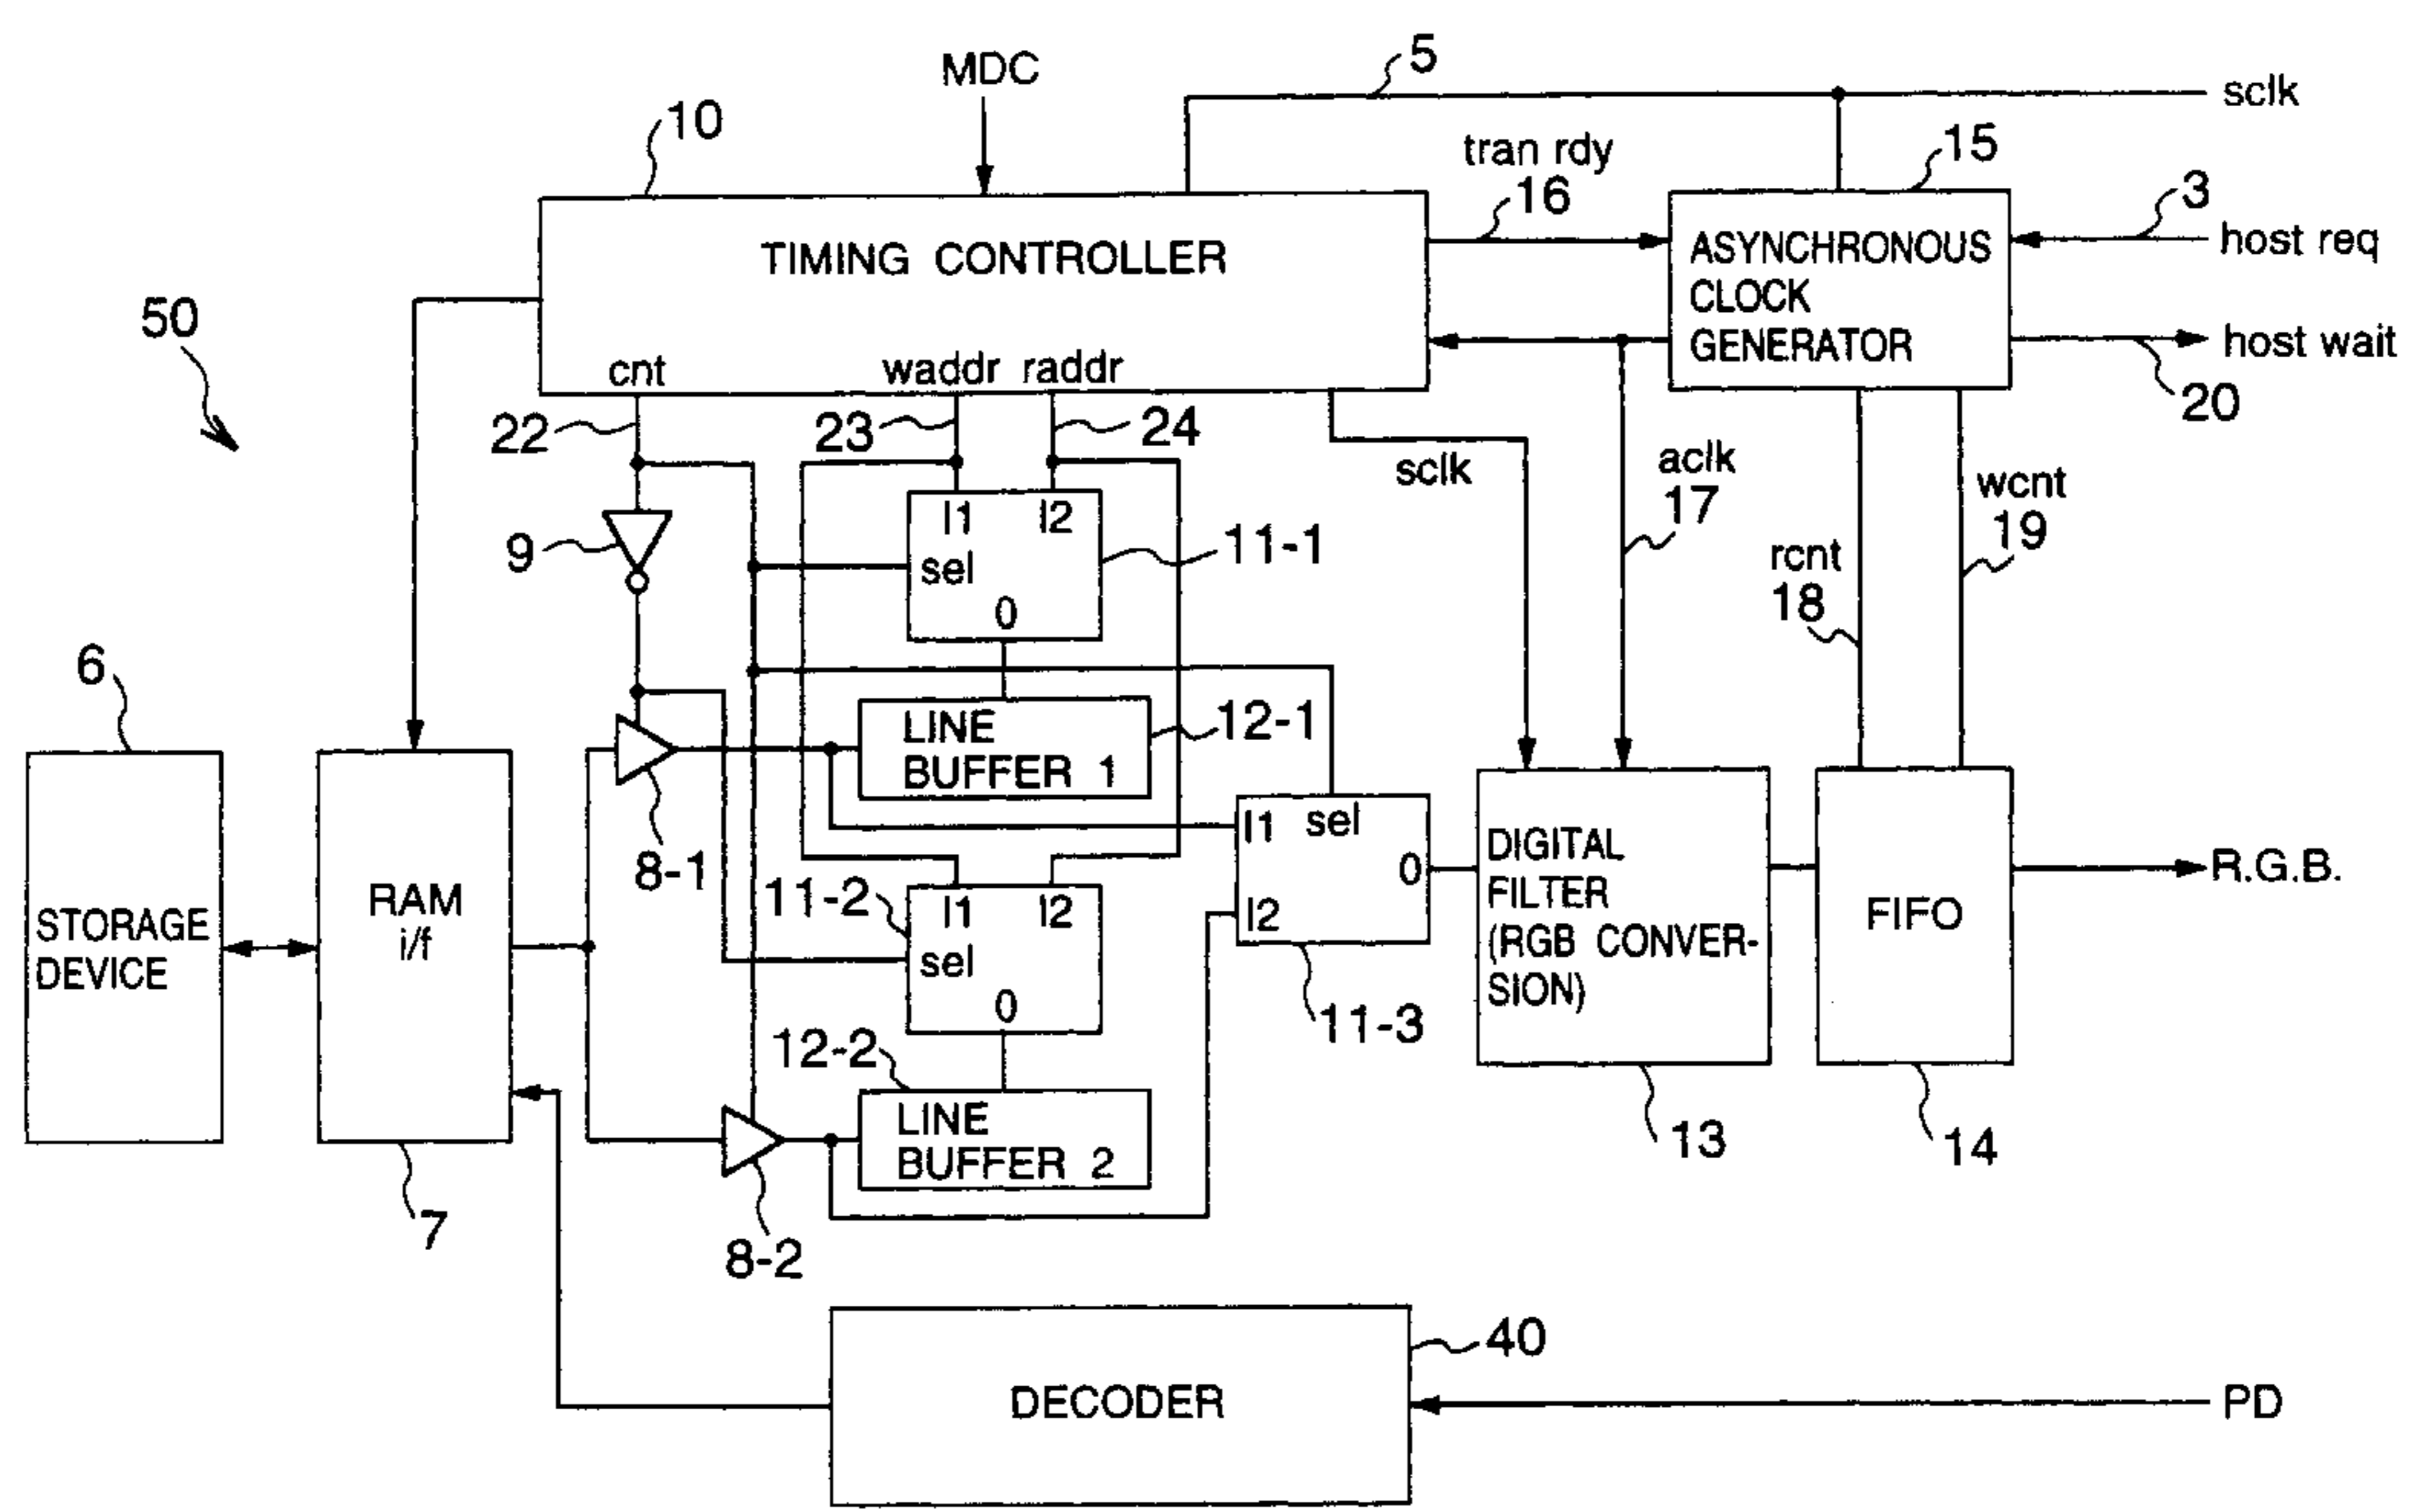 MDC
5
sclk
10
tran rdy
16
15
3
host req
TIMING CONTROLLER
ASYNCHRONOUS
CLOCK
GENERATOR
host wait
20
50
cnt
waddr raddr
22
23
24
sclk
aclk
17
wcnt
19
rcnt
18
9
I1
I2
sel
0
11-1
6
LINE
BUFFER 1
12-1
8-1
STORAGE
DEVICE
RAM
i/f
7
11-2
I1
I2
sel
0
I1
sel
I2
0
11-3
DIGITAL
FILTER
(RGB CONVER-
SION)
13
FIFO
14
R.G.B.
12-2
LINE
BUFFER 2
8-2
40
DECODER
PD